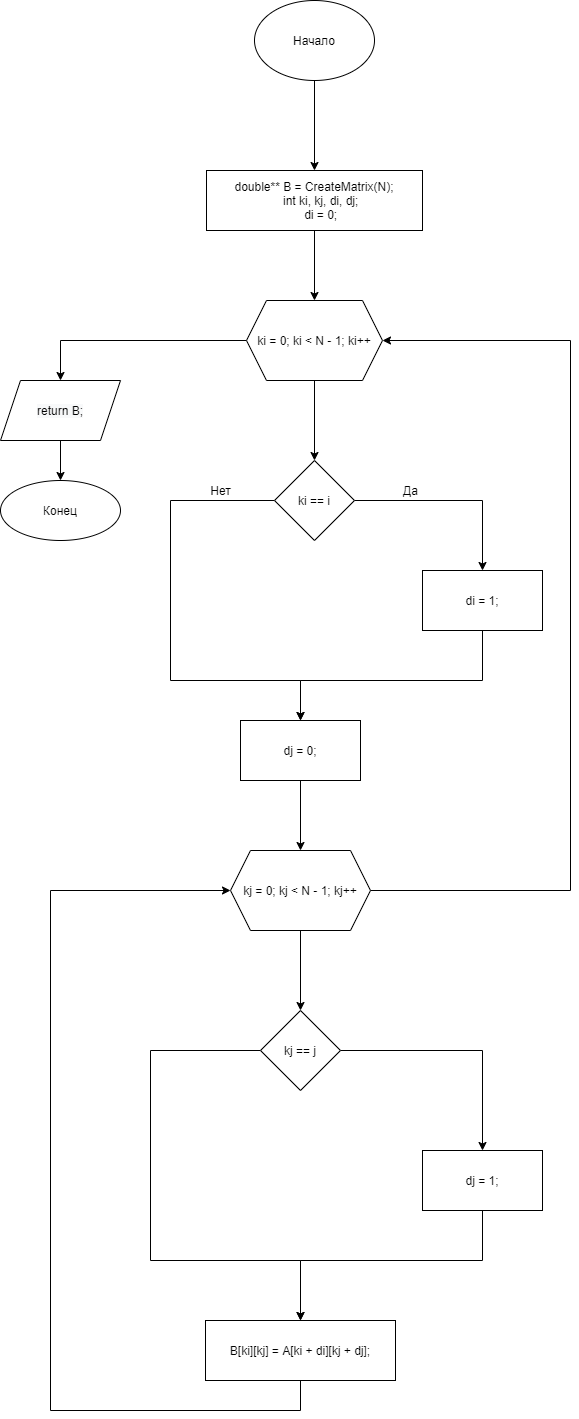 Начало
double** B = CreateMatrix(N);
int ki, kj, di, dj;
di = 0;
ki = 0; ki < N - 1; ki++
return B;
Конец
Нет
ki == i
Да
di = 1;
dj = 0;
kj = 0; kj < N - 1; kj++
kj == j
dj = 1;
B[ki][kj] = A[ki + di][kj + dj];